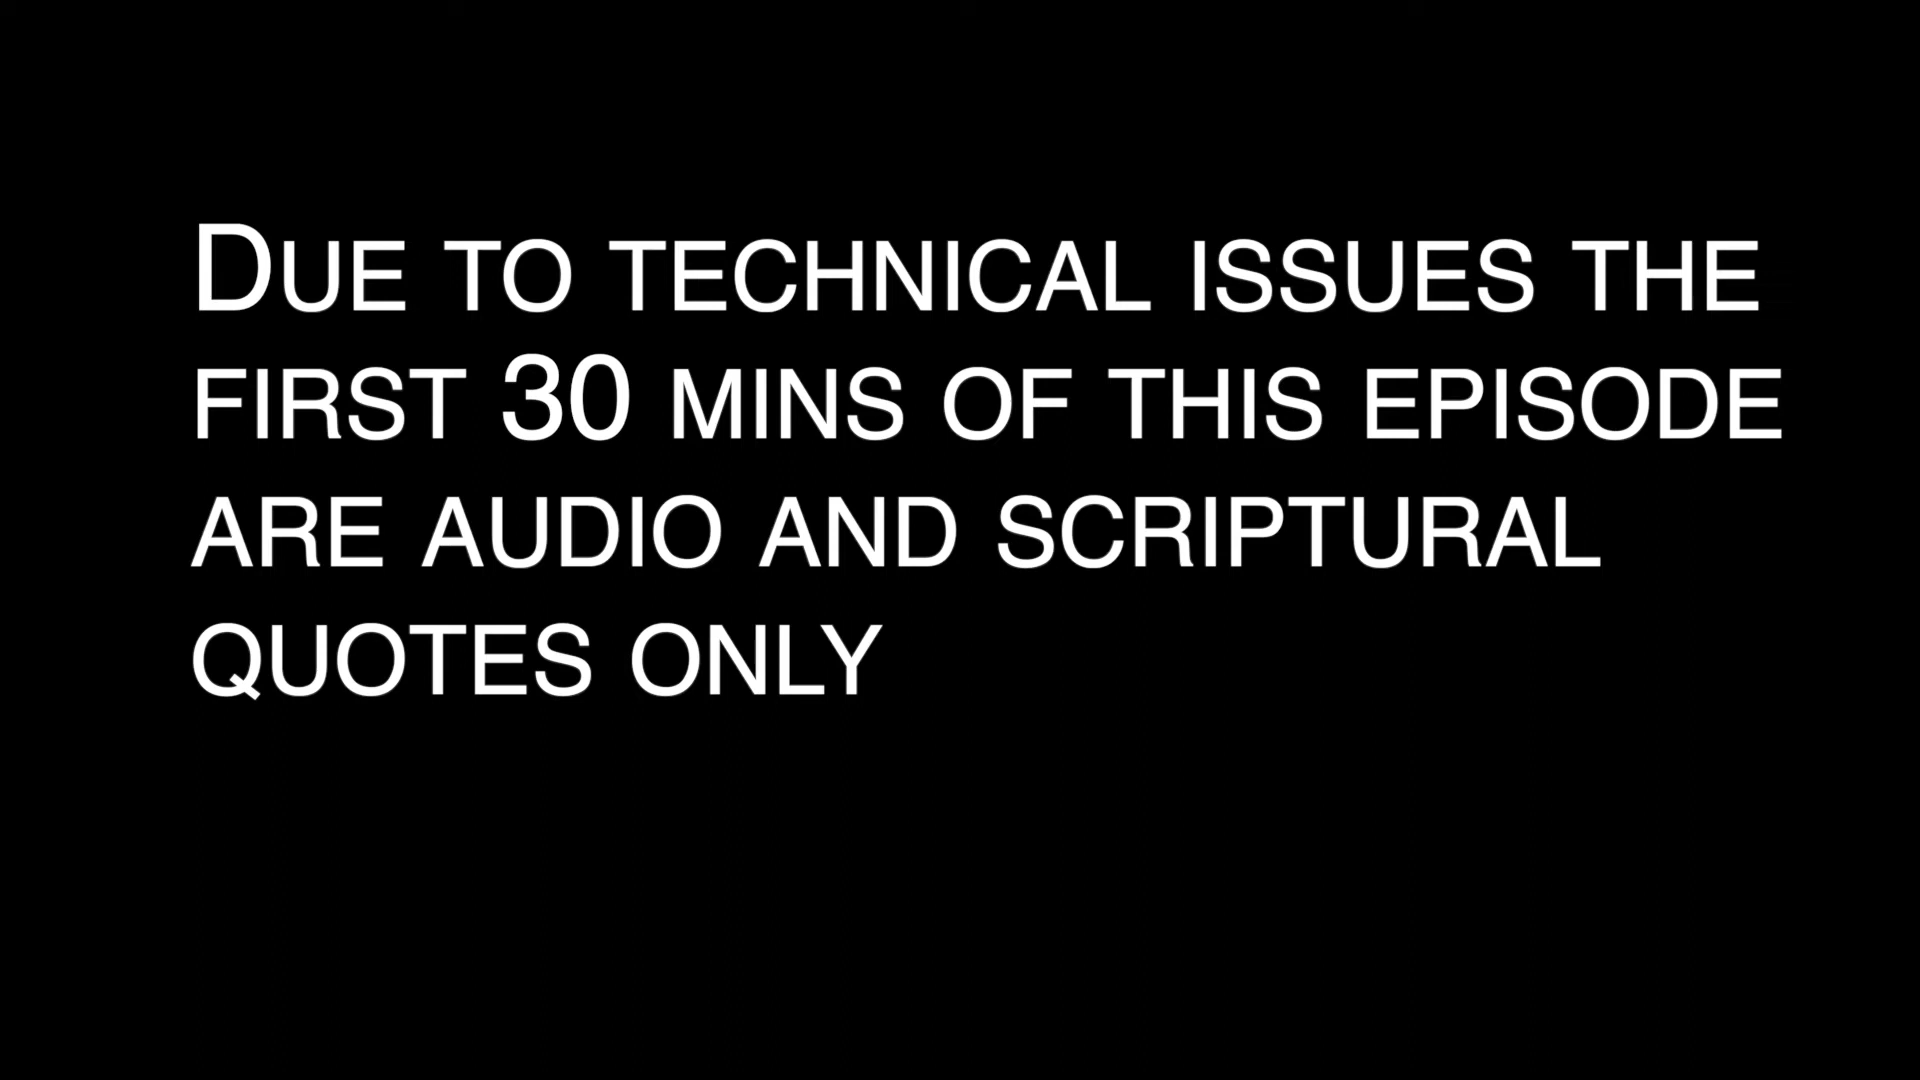 Due to technical issues the
first 30 mins of this episode
are audio and scriptural
quotes only